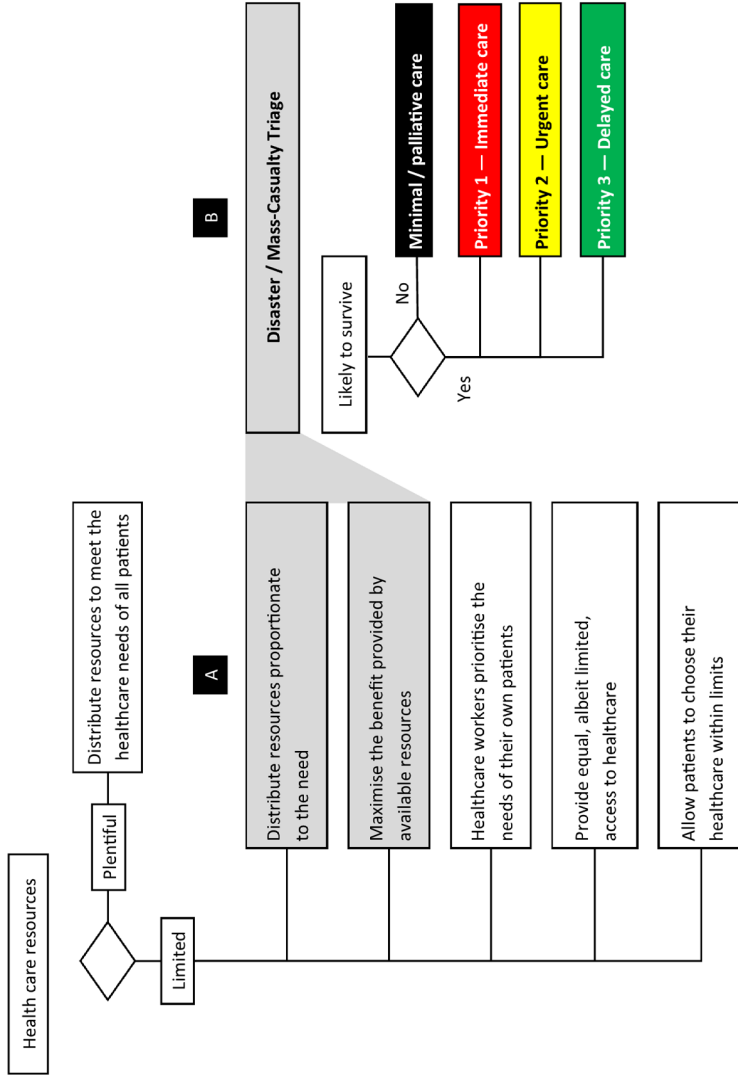 Health care resources
Plentiful
Distribute resources to meet the
healthcare needs of all patients
Limited
A
Distribute resources proportionate
to the need
Maximise the benefit provided by
available resources
Healthcare workers prioritise the
needs of their own patients
Provide equal, albeit limited,
access to healthcare
Allow patients to choose their
healthcare within limits
B
Disaster / Mass-Casualty Triage
Likely to survive
No
Yes
Minimal / palliative care
Priority 1 — Immediate care
Priority 2 — Urgent care
Priority 3 — Delayed care